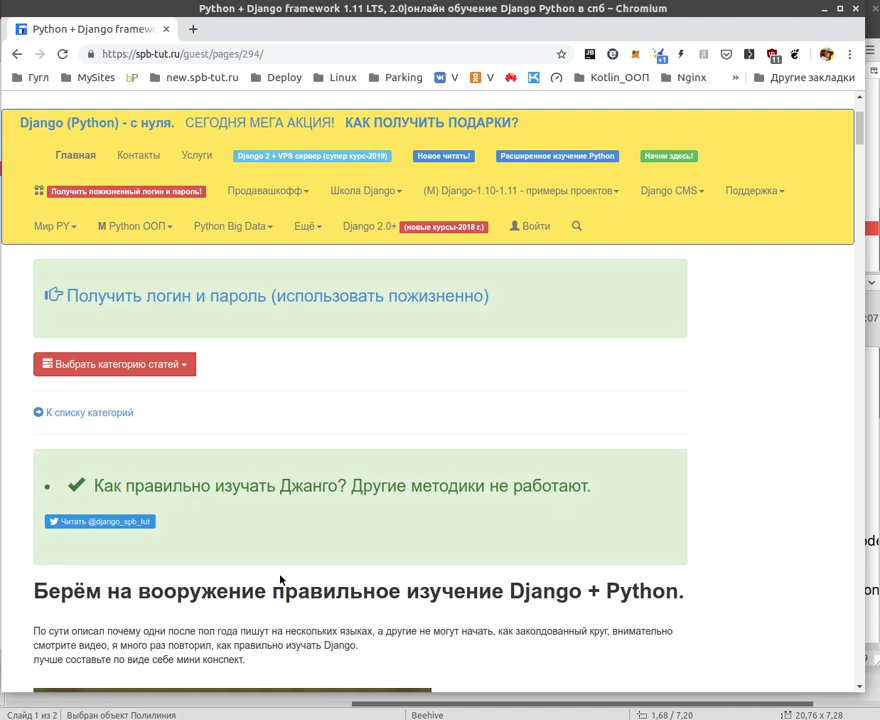 Python + Django framework 1.11 LTS, 2.0|онлайн обучение Django Python в спб – Chromium
Python + Django framewo
https://spb-tut.ru/guest/pages/294/
Гугл MySites bP new.spb-tut.ru Deploy Linux Parking V V Kotlin_ООП Nginx » Другие закладки
Django (Python) - с нуля. СЕГОДНЯ МЕГА АКЦИЯ! КАК ПОЛУЧИТЬ ПОДАРКИ?
Главная Контакты Услуги Django 2 + VPS сервер (супер курс-2019) Новое читать! Расширенное изучение Python Начни здесь!
Получить пожизненный логин и пароль! Продавашкофф Школа Django (М) Django-1.10-1.11 - примеры проектов Django CMS Поддержка
Мир PY М Python ООП Python Big Data Ещё Django 2.0+ (новые курсы-2018 г.) Войти
Получить логин и пароль (использовать пожизненно)
:07
Выбрать категорию статей
К списку категорий
Как правильно изучать Джанго? Другие методики не работают.
Читать @django_spb_tut
Берём на вооружение правильное изучение Django + Python.
По сути описал почему одни после пол года пишут на нескольких языках, а другие не могут начать, как заколдованный круг, внимательно
смотрите видео, я много раз повторил, как правильно изучать Django.
лучше составьте по виде себе мини конспект.
Слайд 1 из 2 Выбран объект Полилиния Beehive 1,68 / 7,20 20,76 x 7,28